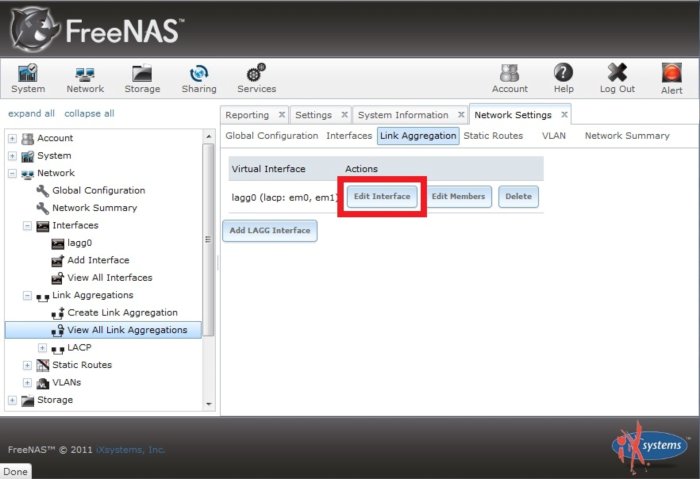 FreeNAS™
System Network Storage Sharing Services Account Help Log Out Alert
expand all collapse all
Account
System
Network
Global Configuration
Network Summary
Interfaces
lagg0
Add Interface
View All Interfaces
Link Aggregations
Create Link Aggregation
View All Link Aggregations
LACP
Static Routes
VLANs
Storage
Reporting Settings System Information Network Settings
Global Configuration Interfaces Link Aggregation Static Routes VLAN Network Summary
Virtual Interface Actions
lagg0 (lacp: em0, em1) Edit Interface Edit Members Delete
Add LAGG Interface
FreeNAS™ © 2011 iXsystems, Inc.
iXsystems
Done